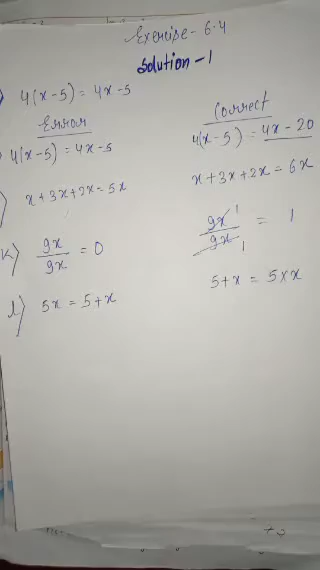 Exercise - 6.4
Solution - 1
) 4(x-5) = 4x-5
Error
Correct
4(x-5) = 4x-5
4(x-5) = 4x-20
) x+3x+2x=5x
x+3x+2x=6x
k) 9x/9x = 0
9x/9x = 1
l) 5x = 5+x
5+x = 5×x